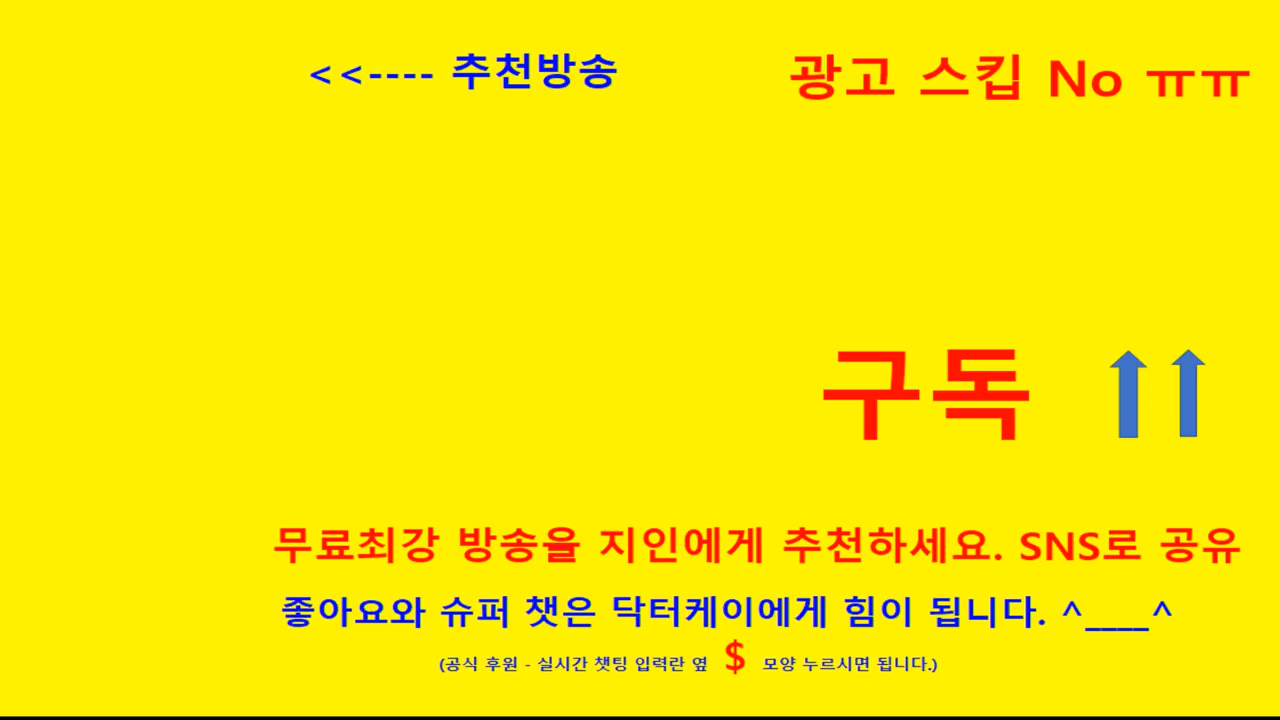 <<---- 추천방송
광고 스킵 No ㅠㅠ
구독
무료최강 방송을 지인에게 추천하세요. SNS로 공유
좋아요와 슈퍼 챗은 닥터케이에게 힘이 됩니다. ^____^
(공식 후원 - 실시간 챗팅 입력란 옆 $ 모양 누르시면 됩니다.)